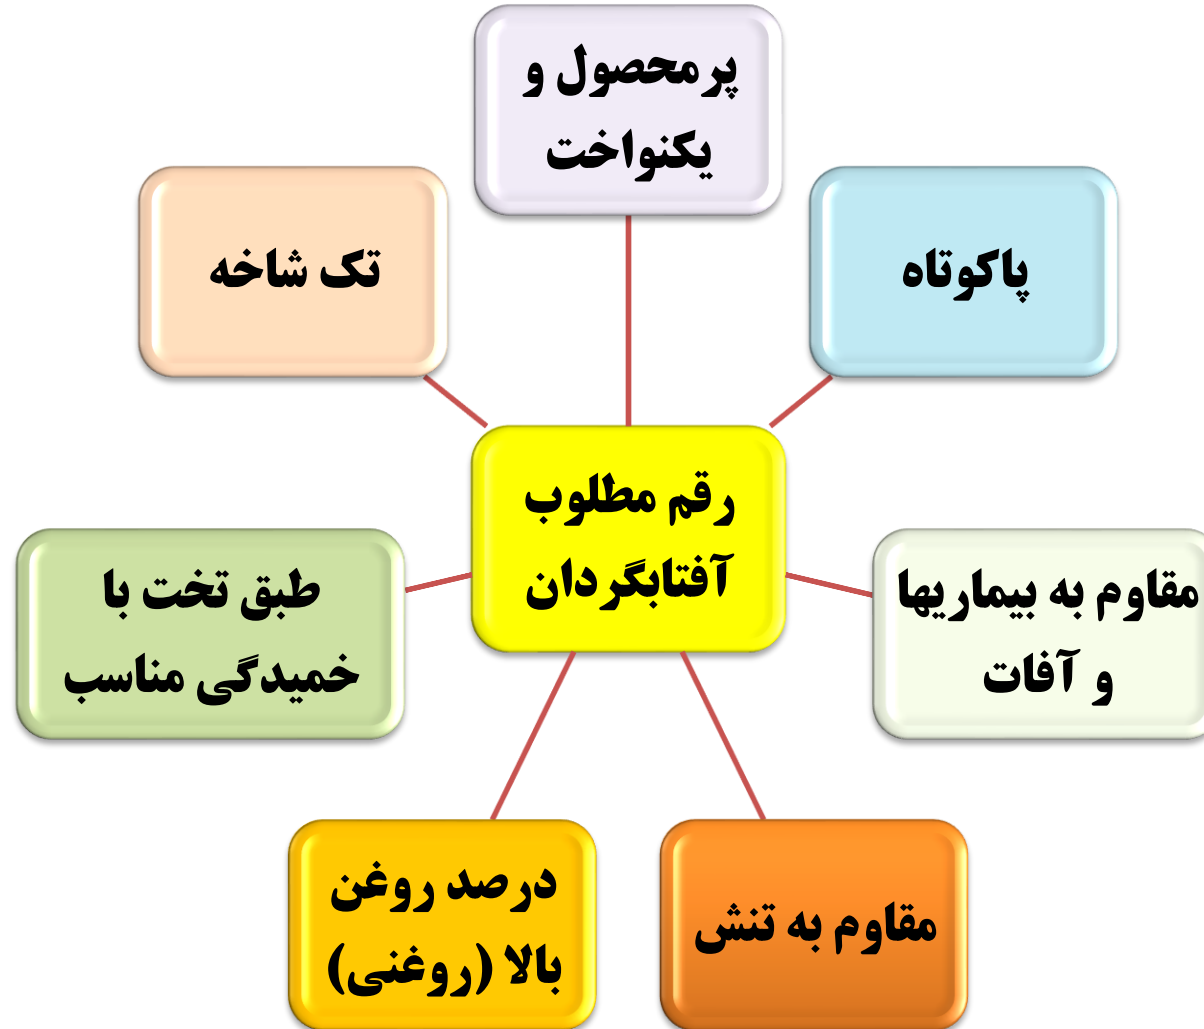 پرمحصول و
یکنواخت
پاکوتاه
تک شاخه
رقم مطلوب
آفتابگردان
مقاوم به بیماریها
و آفات
طبق تخت با
خمیدگی مناسب
مقاوم به تنش
درصد روغن
بالا (روغنی)